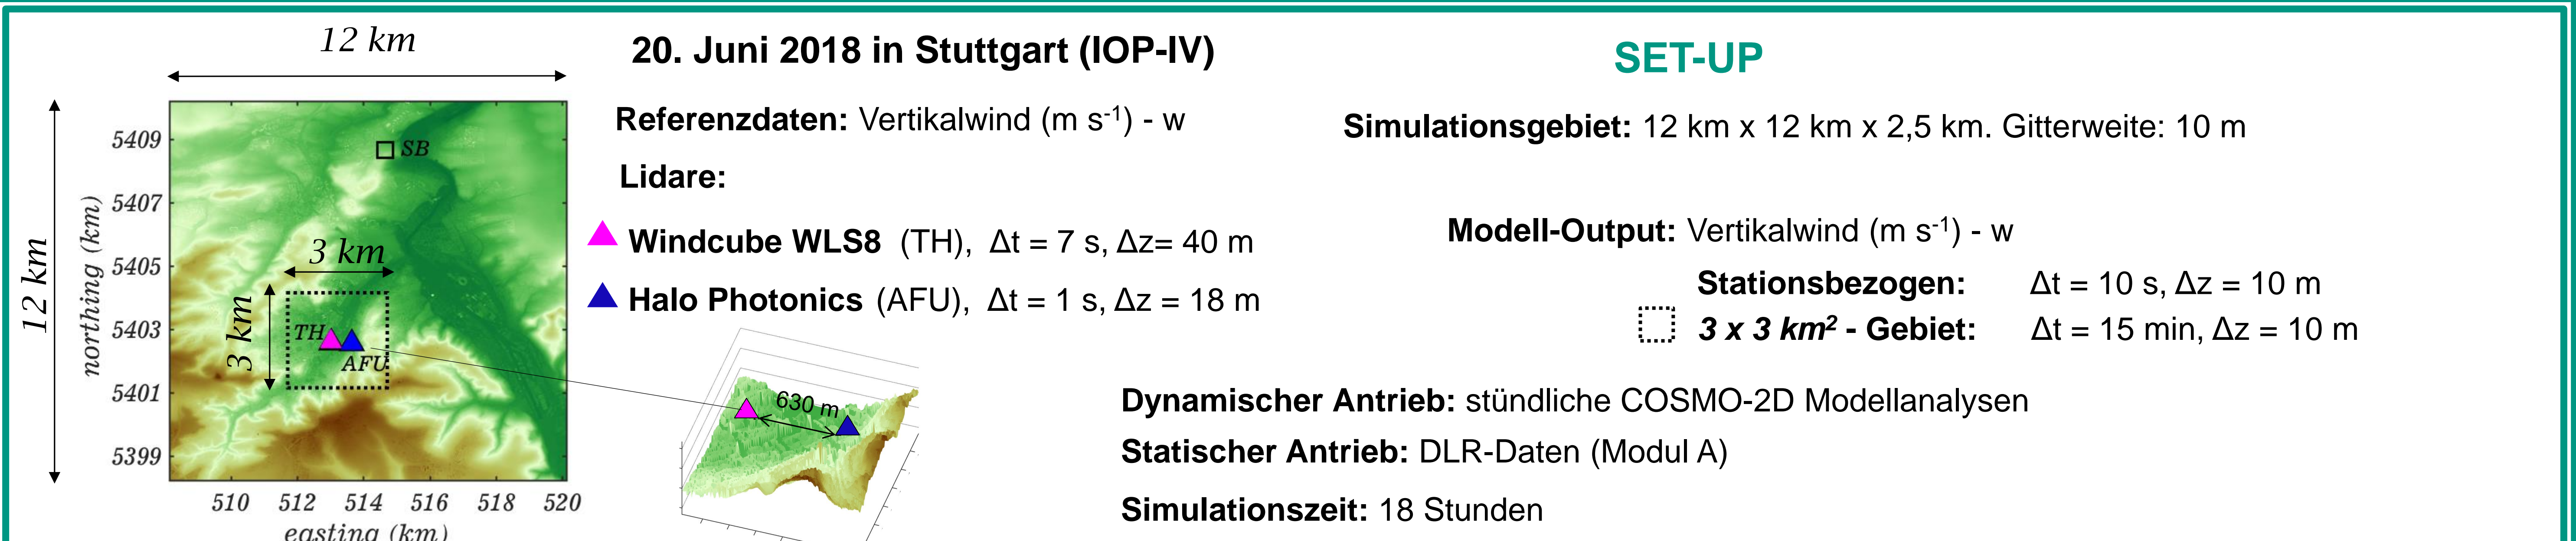 12 km
12 km
5409
5407
5405
5403
5401
5399
northing (km)
SB
3 km
3 km
TH
AFU
510 512 514 516 518 520
easting (km)
20. Juni 2018 in Stuttgart (IOP-IV)
Referenzdaten: Vertikalwind (m s⁻¹) - w
Lidare:
Windcube WLS8 (TH), Δt = 7 s, Δz= 40 m
Halo Photonics (AFU), Δt = 1 s, Δz = 18 m
630 m
SET-UP
Simulationsgebiet: 12 km x 12 km x 2,5 km. Gitterweite: 10 m
Modell-Output: Vertikalwind (m s⁻¹) - w
Stationsbezogen: Δt = 10 s, Δz = 10 m
3 x 3 km² - Gebiet: Δt = 15 min, Δz = 10 m
Dynamischer Antrieb: stündliche COSMO-2D Modellanalysen
Statischer Antrieb: DLR-Daten (Modul A)
Simulationszeit: 18 Stunden